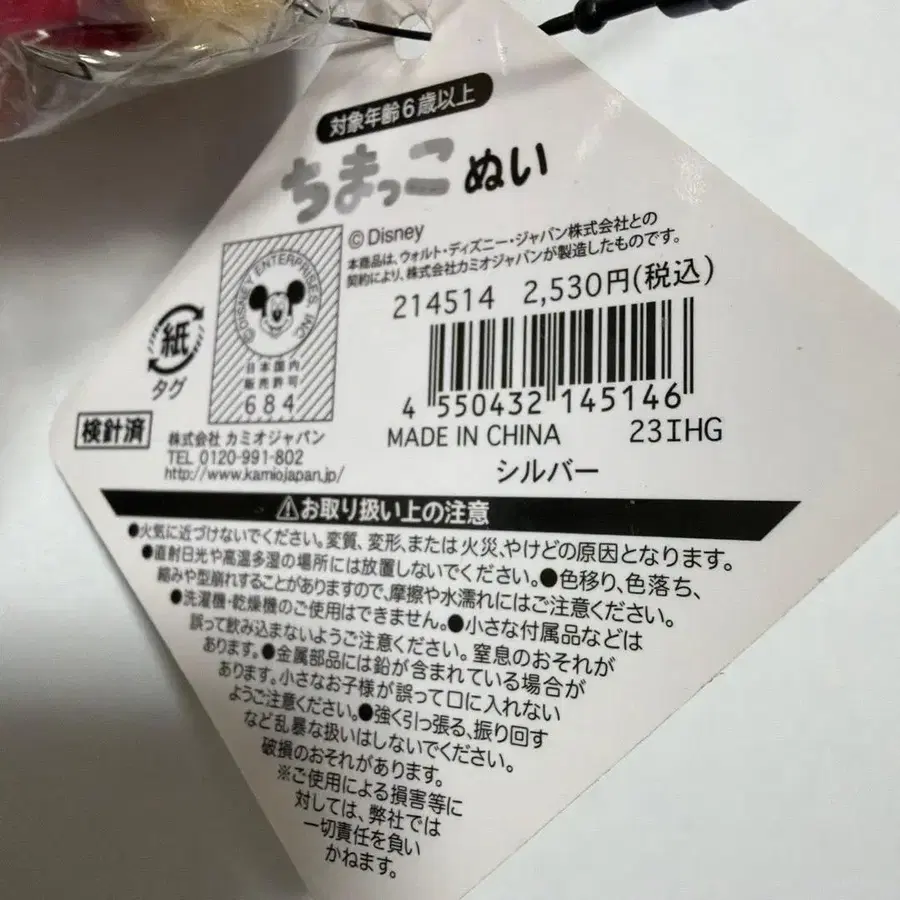 対象年齢6歳以上
ちまっこ ぬい
©Disney
本商品は、ウォルト・ディズニー・ジャパン株式会社との
契約により、株式会社カミオジャパンが製造したものです。
214514 2,530円(税込)
© DISNEY ENTERPRISES, INC
日本国内
販売許可
684
紙
タグ
4 550432 145146
検針済
株式会社 カミオジャパン
TEL 0120-991-802
http://www.kamiojapan.jp/
MADE IN CHINA 23IHG
シルバー
⚠お取り扱い上の注意
●火気に近づけないでください。変質、変形、または火災、やけどの原因となります。
●直射日光や高温多湿の場所には放置しないでください。●色移り、色落ち、
縮みや型崩れすることがありますので、摩擦や水濡れにはご注意ください。
●洗濯機・乾燥機のご使用はできません。●小さな付属品などは
誤って飲み込まないようご注意ください。窒息のおそれが
あります。●金属部品には鉛が含まれている場合が
あります。小さなお子様が誤って口に入れない
ようご注意ください。●強く引っ張る、振り回す
など乱暴な扱いはしないでください。
破損のおそれがあります。
※ご使用による損害等に
対しては、弊社では
一切責任を負い
かねます。